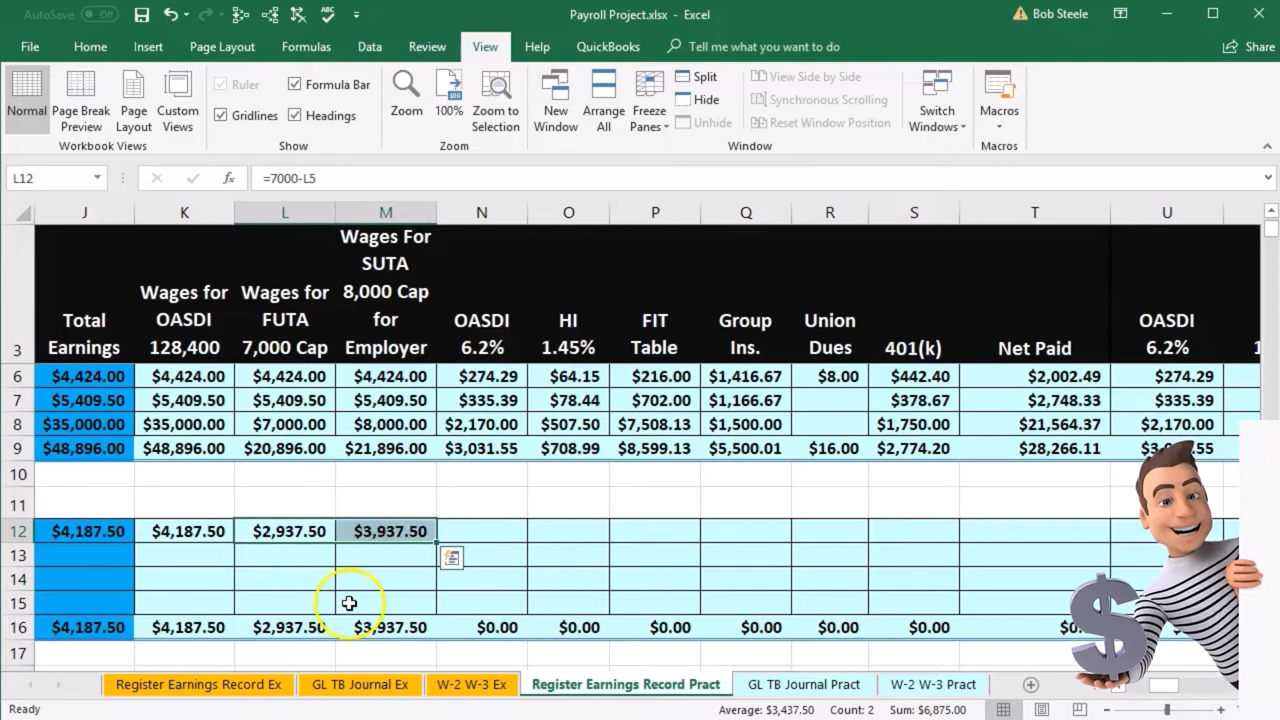 AutoSave Off Payroll Project.xlsx - Excel Bob Steele
File Home Insert Page Layout Formulas Data Review View Help QuickBooks Tell me what you want to do Share
Normal Page Break Preview Page Layout Custom Views
Workbook Views
Ruler Formula Bar
Gridlines Headings
Show
Zoom 100% Zoom to Selection
Zoom
New Window Arrange All Freeze Panes
Split
Hide
Unhide
View Side by Side
Synchronous Scrolling
Reset Window Position
Switch Windows
Window
Macros
Macros
L12 fx =7000-L5
J K L M N O P Q R S T U
3 Total Earnings Wages for OASDI 128,400 Wages for FUTA 7,000 Cap Wages For SUTA 8,000 Cap for Employer OASDI 6.2% HI 1.45% FIT Table Group Ins. Union Dues 401(k) Net Paid OASDI 6.2% 1
6 $4,424.00 $4,424.00 $4,424.00 $4,424.00 $274.29 $64.15 $216.00 $1,416.67 $8.00 $442.40 $2,002.49 $274.29
7 $5,409.50 $5,409.50 $5,409.50 $5,409.50 $335.39 $78.44 $702.00 $1,166.67 $378.67 $2,748.33 $335.39
8 $35,000.00 $35,000.00 $7,000.00 $8,000.00 $2,170.00 $507.50 $7,508.13 $1,500.00 $1,750.00 $21,564.37 $2,170.00
9 $48,896.00 $48,896.00 $20,896.00 $21,896.00 $3,031.55 $708.99 $8,599.13 $5,500.01 $16.00 $2,774.20 $28,266.11
10
11
12 $4,187.50 $4,187.50 $2,937.50 $3,937.50
13
14
15
16 $4,187.50 $4,187.50 $2,937.50 $3,937.50 $0.00 $0.00 $0.00 $0.00 $0.00 $0.00
17
Register Earnings Record Ex GL TB Journal Ex W-2 W-3 Ex Register Earnings Record Pract GL TB Journal Pract W-2 W-3 Pract
Ready Average: $3,437.50 Count: 2 Sum: $6,875.00